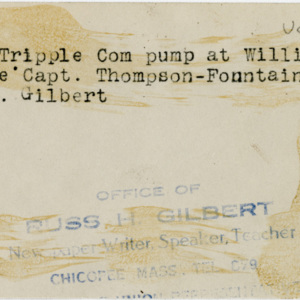 Tripple Com pump at Willi
e Capt. Thompson-Fountain
. Gilbert
OFFICE OF
RUSS H. GILBERT
Newspaper Writer, Speaker, Teacher
CHICOPEE MASS. TEL